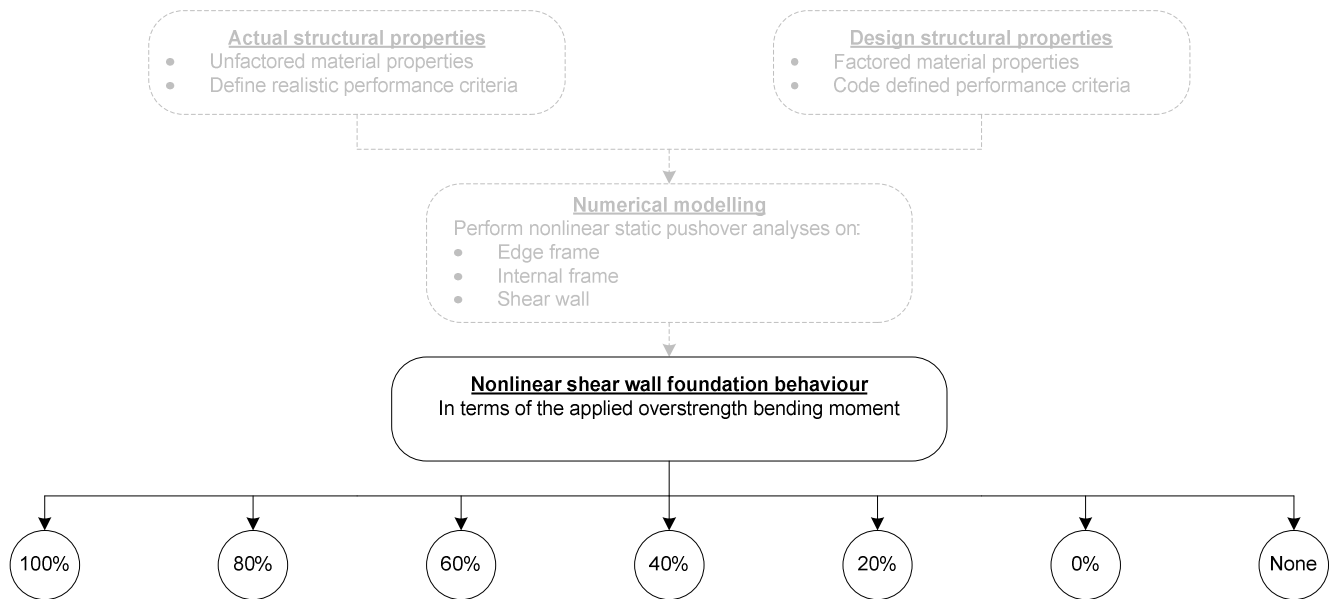 Actual structural properties
• Unfactored material properties
• Define realistic performance criteria
Design structural properties
• Factored material properties
• Code defined performance criteria
Numerical modelling
Perform nonlinear static pushover analyses on:
• Edge frame
• Internal frame
• Shear wall
Nonlinear shear wall foundation behaviour
In terms of the applied overstrength bending moment
100%
80%
60%
40%
20%
0%
None